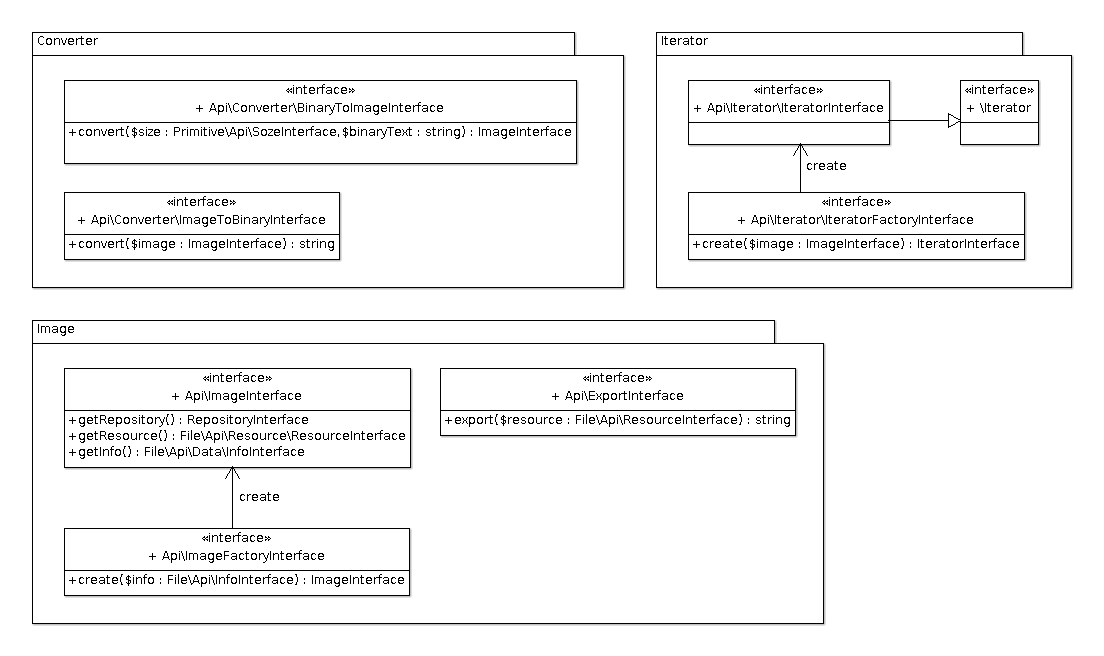 Converter
«interface»
+ Api\Converter\BinaryToImageInterface
+convert($size : Primitive\Api\SozeInterface,$binaryText : string) : ImageInterface
«interface»
+ Api\Converter\ImageToBinaryInterface
+convert($image : ImageInterface) : string
Iterator
«interface»
+ Api\Iterator\IteratorInterface
«interface»
+ \Iterator
create
«interface»
+ Api\Iterator\IteratorFactoryInterface
+create($image : ImageInterface) : IteratorInterface
Image
«interface»
+ Api\ImageInterface
+getRepository() : RepositoryInterface
+getResource() : File\Api\Resource\ResourceInterface
+getInfo() : File\Api\Data\InfoInterface
«interface»
+ Api\ExportInterface
+export($resource : File\Api\ResourceInterface) : string
create
«interface»
+ Api\ImageFactoryInterface
+create($info : File\Api\InfoInterface) : ImageInterface